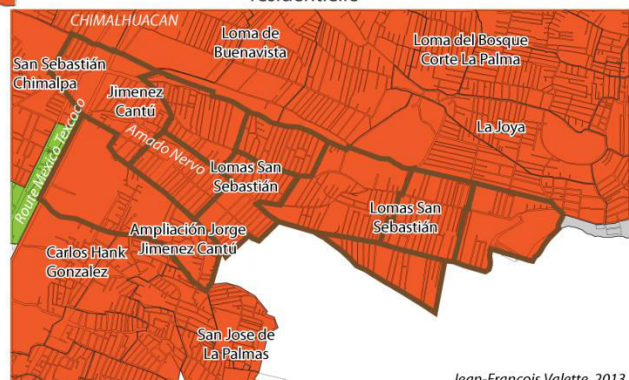 résidentielle
CHIMALHUACAN
Loma de
Buenavista
Loma del Bosque
Corte La Palma
San Sebastián
Chimalpa
Jimenez
Cantú
La Joya
Route Mexico Texcoco
Amado Nervo
Lomas San
Sebastián
Lomas San
Sebastián
Ampliación Jorge
Jimenez Cantú
Carlos Hank
Gonzalez
San Jose de
La Palmas
Jean-François Valette, 2013